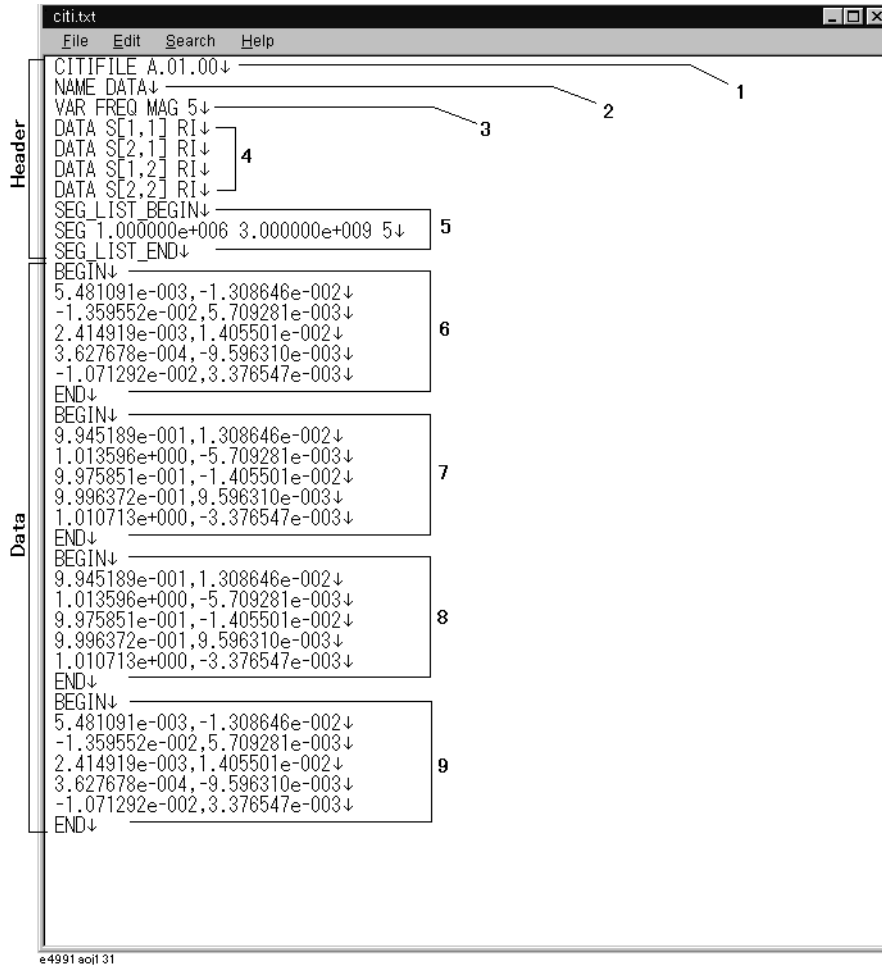 citi.txt
File Edit Search Help
Header
CITIFILE A.01.00↓ 1
NAME DATA↓ 2
VAR FREQ MAG 5↓ 3
DATA S[1,1] RI↓
DATA S[2,1] RI↓ 4
DATA S[1,2] RI↓
DATA S[2,2] RI↓
SEG_LIST_BEGIN↓
SEG 1.000000e+006 3.000000e+009 5↓ 5
SEG_LIST_END↓
Data
BEGIN↓
5.481091e-003,-1.308646e-002↓
-1.359552e-002,5.709281e-003↓
2.414919e-003,1.405501e-002↓ 6
3.627678e-004,-9.596310e-003↓
-1.071292e-002,3.376547e-003↓
END↓
BEGIN↓
9.945189e-001,1.308646e-002↓
1.013596e+000,-5.709281e-003↓
9.975851e-001,-1.405501e-002↓ 7
9.996372e-001,9.596310e-003↓
1.010713e+000,-3.376547e-003↓
END↓
BEGIN↓
9.945189e-001,1.308646e-002↓
1.013596e+000,-5.709281e-003↓
9.975851e-001,-1.405501e-002↓ 8
9.996372e-001,9.596310e-003↓
1.010713e+000,-3.376547e-003↓
END↓
BEGIN↓
5.481091e-003,-1.308646e-002↓
-1.359552e-002,5.709281e-003↓
2.414919e-003,1.405501e-002↓ 9
3.627678e-004,-9.596310e-003↓
-1.071292e-002,3.376547e-003↓
END↓
e4991aoj131